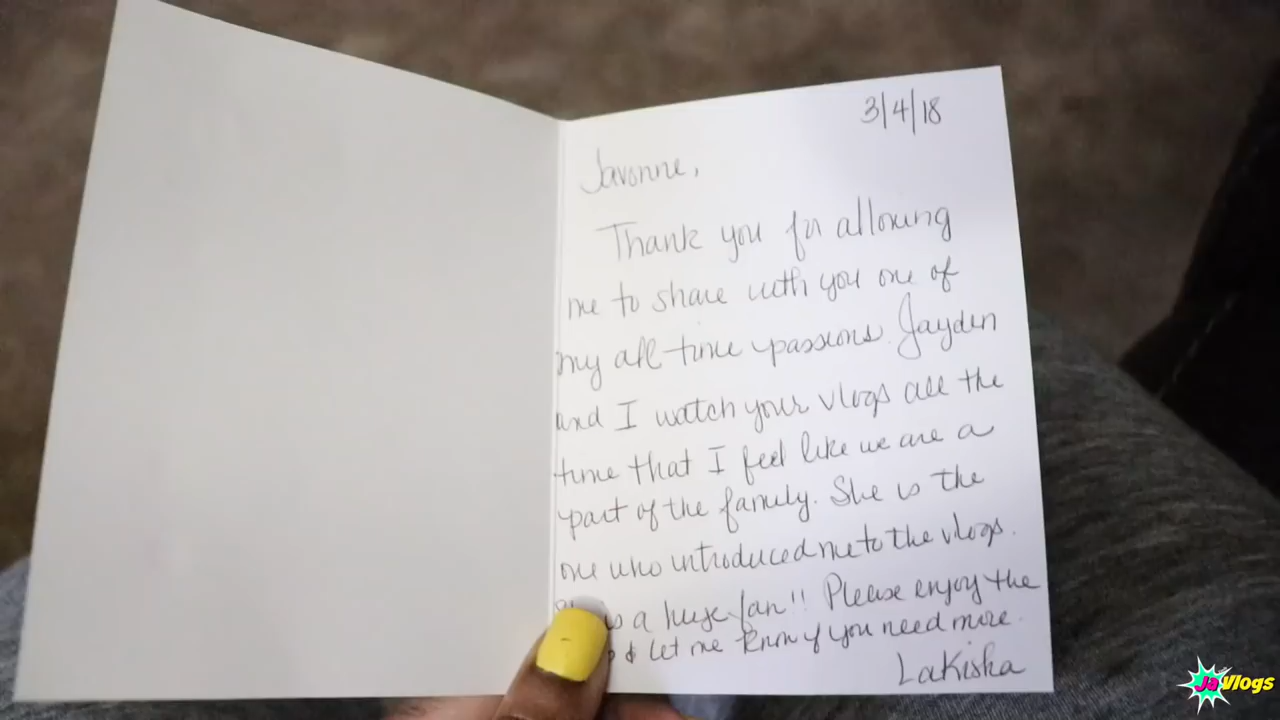 3/4/18
Javonne,
Thank you for allowing
me to share with you one of
my all-time passions. Jayden
and I watch your vlogs all the
time that I feel like we are a
part of the family. She is the
one who introduced me to the vlogs.
is a huge fan!! Please enjoy the
& let me know if you need more.
LaKisha
JaVlogs